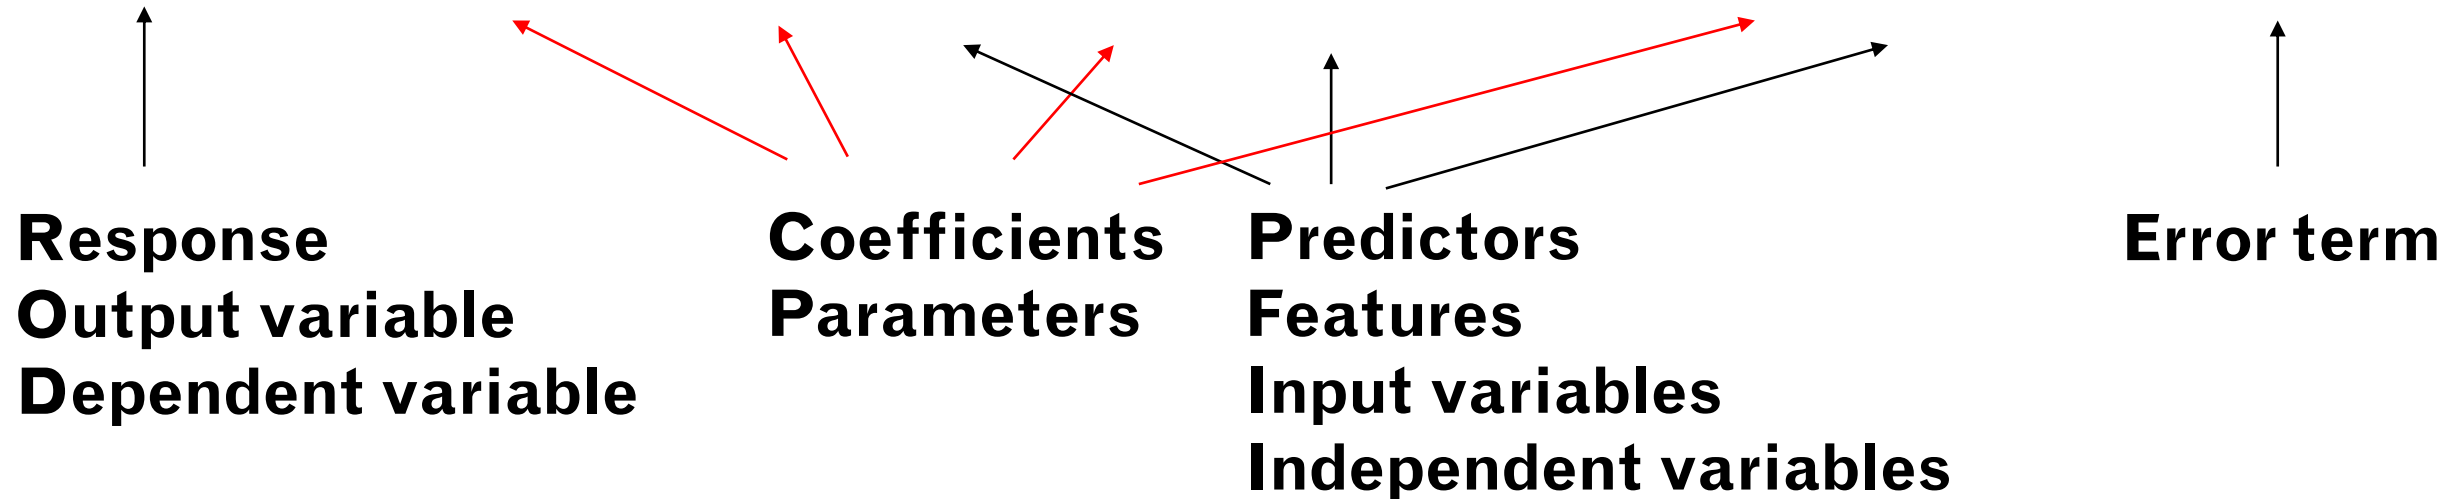 Response
Output variable
Dependent variable
Coefficients
Parameters
Predictors
Features
Input variables
Independent variables
Error term